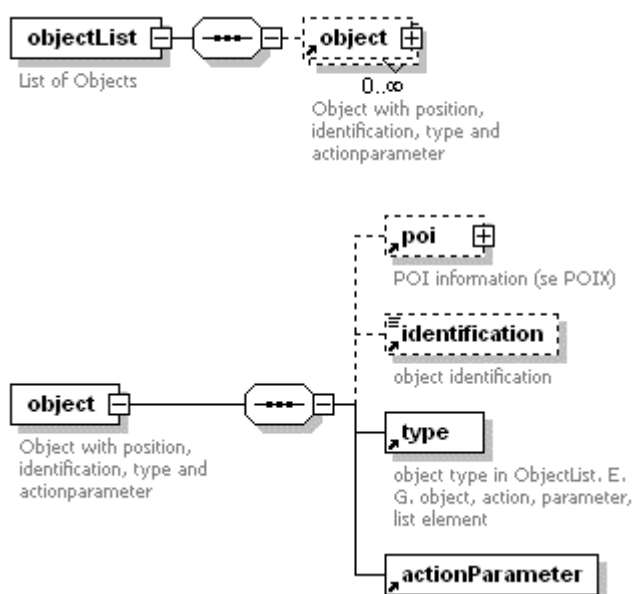 objectList
List of Objects
object
0..∞
Object with position,
identification, type and
actionparameter
poi
POI information (se POIX)
identification
object identification
object
Object with position,
identification, type and
actionparameter
type
object type in ObjectList. E.
G. object, action, parameter,
list element
actionParameter